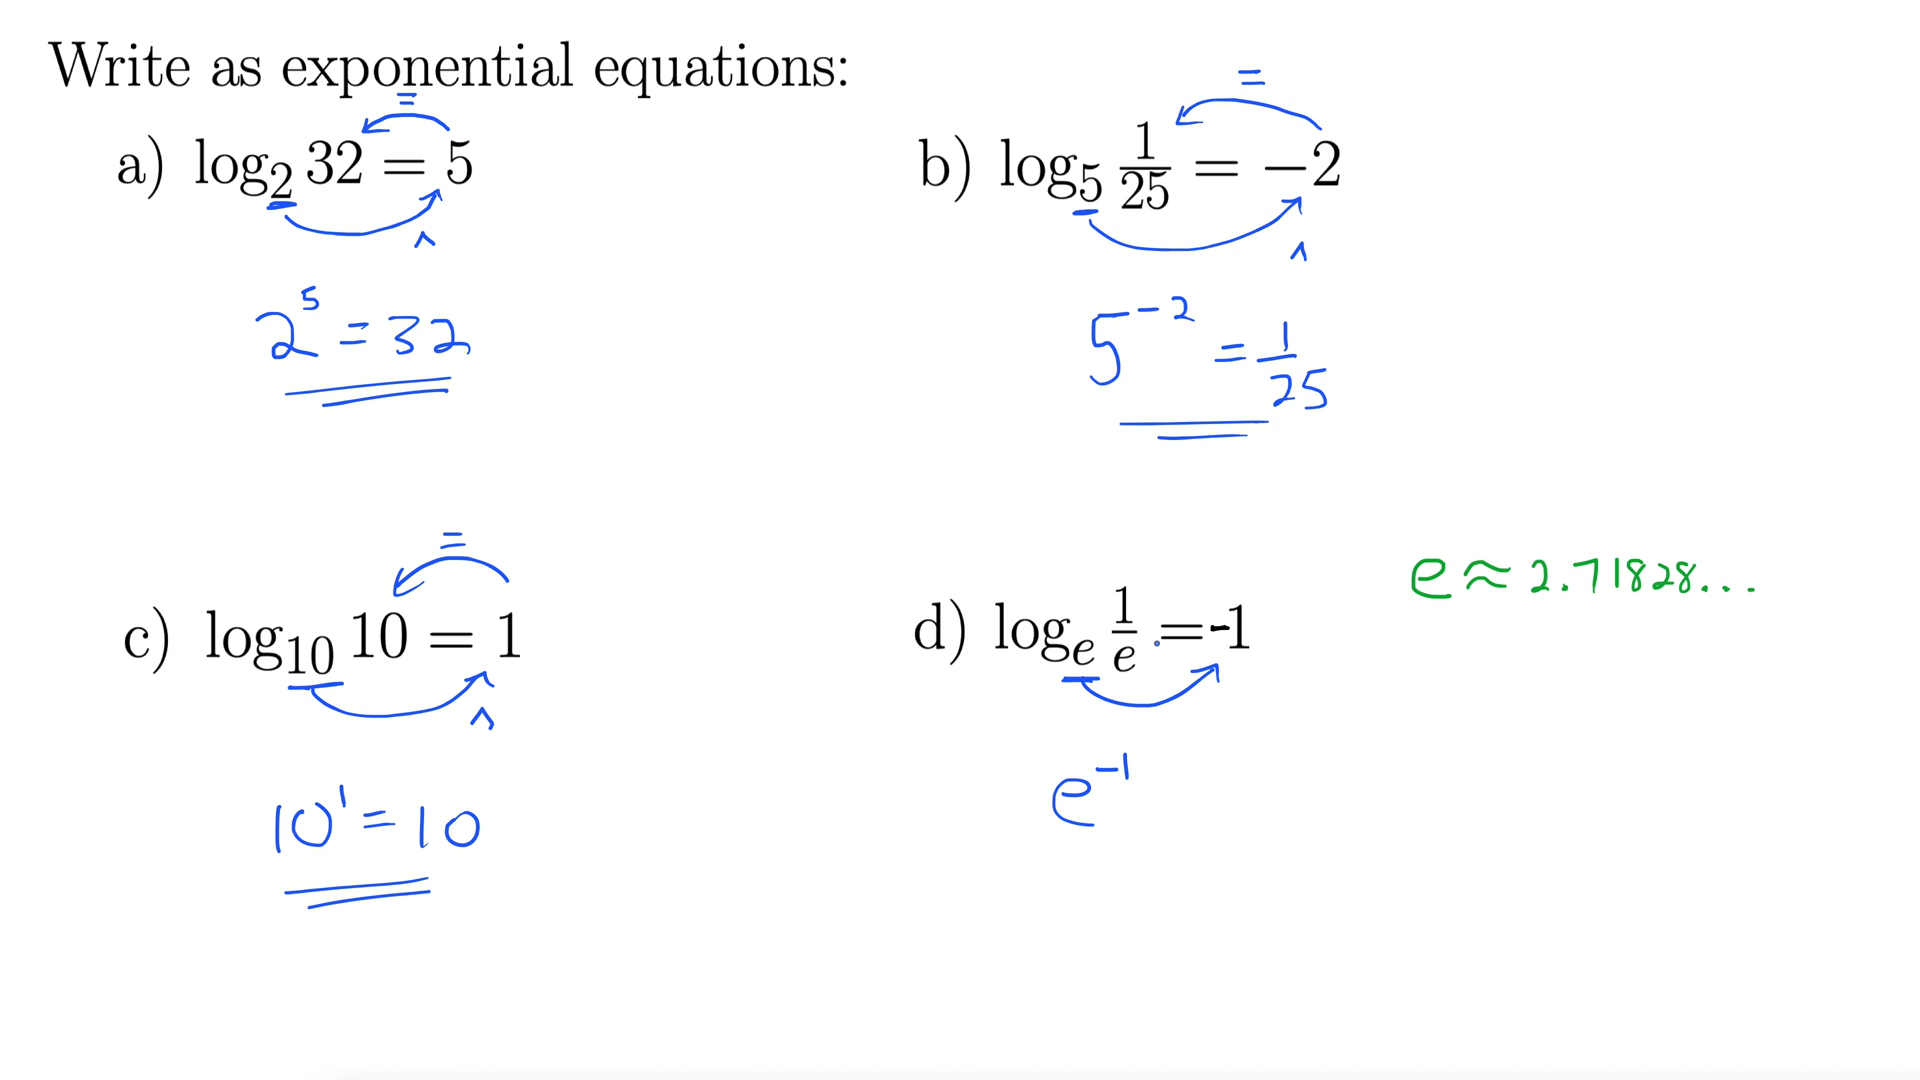 Write as exponential equations:
=
a) log₂ 32 = 5
^
2⁵ = 32
=
b) log₅ 1/25 = −2
^
5⁻² = 1/25
=
c) log₁₀ 10 = 1
^
10¹ = 10
d) logₑ 1/e = -1
e ≈ 2.71828...
e⁻¹